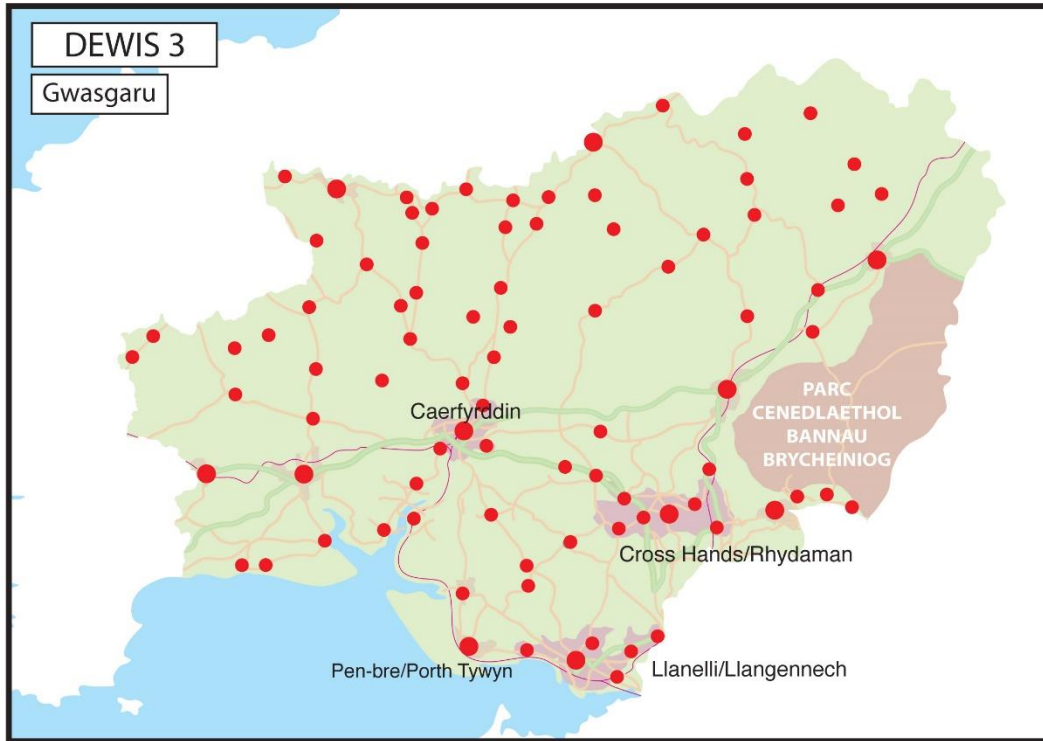 DEWIS 3
Gwasgaru
PARC
CENEDLAETHOL
BANNAU
BRYCHEINIOG
Caerfyrddin
Cross Hands/Rhydaman
Pen-bre/Porth Tywyn
Llanelli/Llangennech